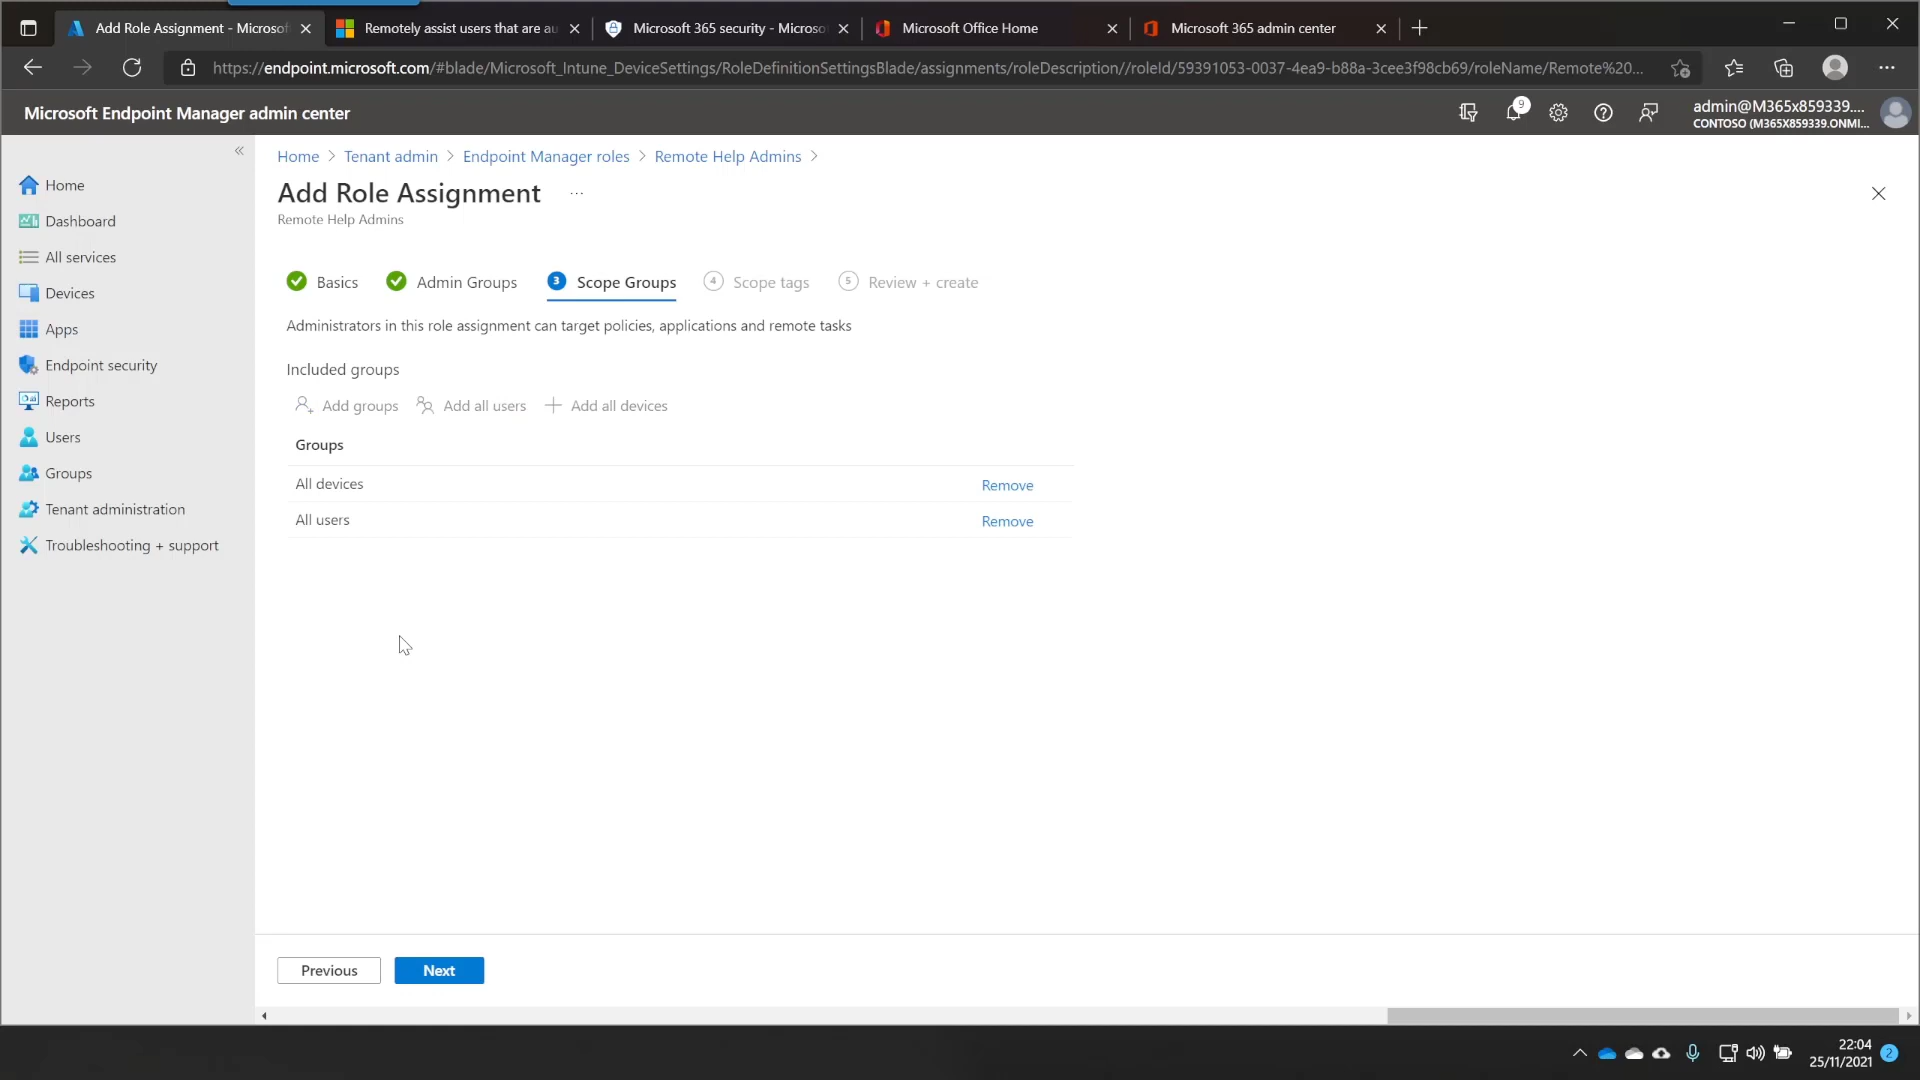 Add Role Assignment - Microsof
Remotely assist users that are au
Microsoft 365 security - Microso
Microsoft Office Home
Microsoft 365 admin center
https://endpoint.microsoft.com/#blade/Microsoft_Intune_DeviceSettings/RoleDefinitionSettingsBlade/assignments/roleDescription//roleId/59391053-0037-4ea9-b88a-3cee3f98cb69/roleName/Remote%20...
Microsoft Endpoint Manager admin center
9
admin@M365x859339....
CONTOSO (M365X859339.ONMI...
Home
Dashboard
All services
Devices
Apps
Endpoint security
Reports
Users
Groups
Tenant administration
Troubleshooting + support
Home > Tenant admin > Endpoint Manager roles > Remote Help Admins >
Add Role Assignment ...
Remote Help Admins
Basics
Admin Groups
3 Scope Groups
4 Scope tags
5 Review + create
Administrators in this role assignment can target policies, applications and remote tasks
Included groups
Add groups
Add all users
Add all devices
Groups
All devices Remove
All users Remove
Previous
Next
22:04
25/11/2021
2